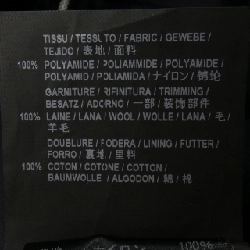 TISSU / TESSUTO / FABRIC / GEWEBE /
TEJIDO / 表地 / 面料
100% POLYAMIDE / POLIAMMIDE / POLYAMIDE /
POLYAMID / POLIAMIDA / ナイロン / 锦纶
GARNITURE / RIFINITURA / TRIMMING /
BESATZ / ADORNO / 一部 / 装饰部件
100% LAINE / LANA / WOOL / WOLLE / LANA / 毛
羊毛
DOUBLURE / FODERA / LINING / FUTTER /
FORRO / 裏地 / 里料
100% COTON / COTONE / COTTON /
BAUMWOLLE / ALGODON / 綿 / 棉
100%